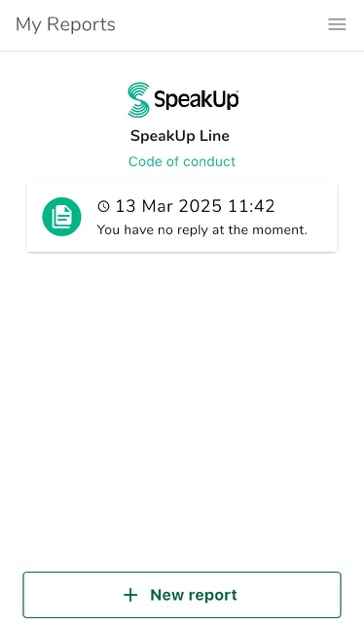 My Reports
SpeakUp
SpeakUp Line
Code of conduct
13 Mar 2025 11:42
You have no reply at the moment.
+ New report